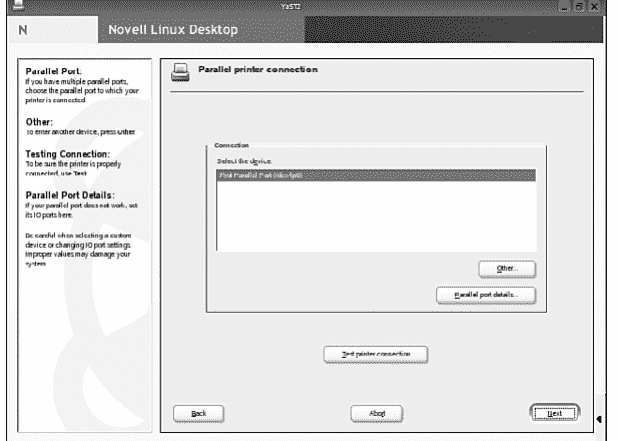 YaST2
N Novell Linux Desktop
Parallel Port:
If you have multiple parallel ports,
choose the parallel port to which your
printer is connected.
Other:
To enter another device, press Other.
Testing Connection:
To be sure the printer is properly
connected, use Test.
Parallel Port Details:
If your parallel port does not work, set
its IO ports here.
Be careful when selecting a custom
device or changing IO port settings.
Improper values may damage your
system.
Parallel printer connection
Connection
Select the device.
First Parallel Port (/dev/lp0)
Other...
Parallel port details...
Test printer connection
Back
Abort
Next